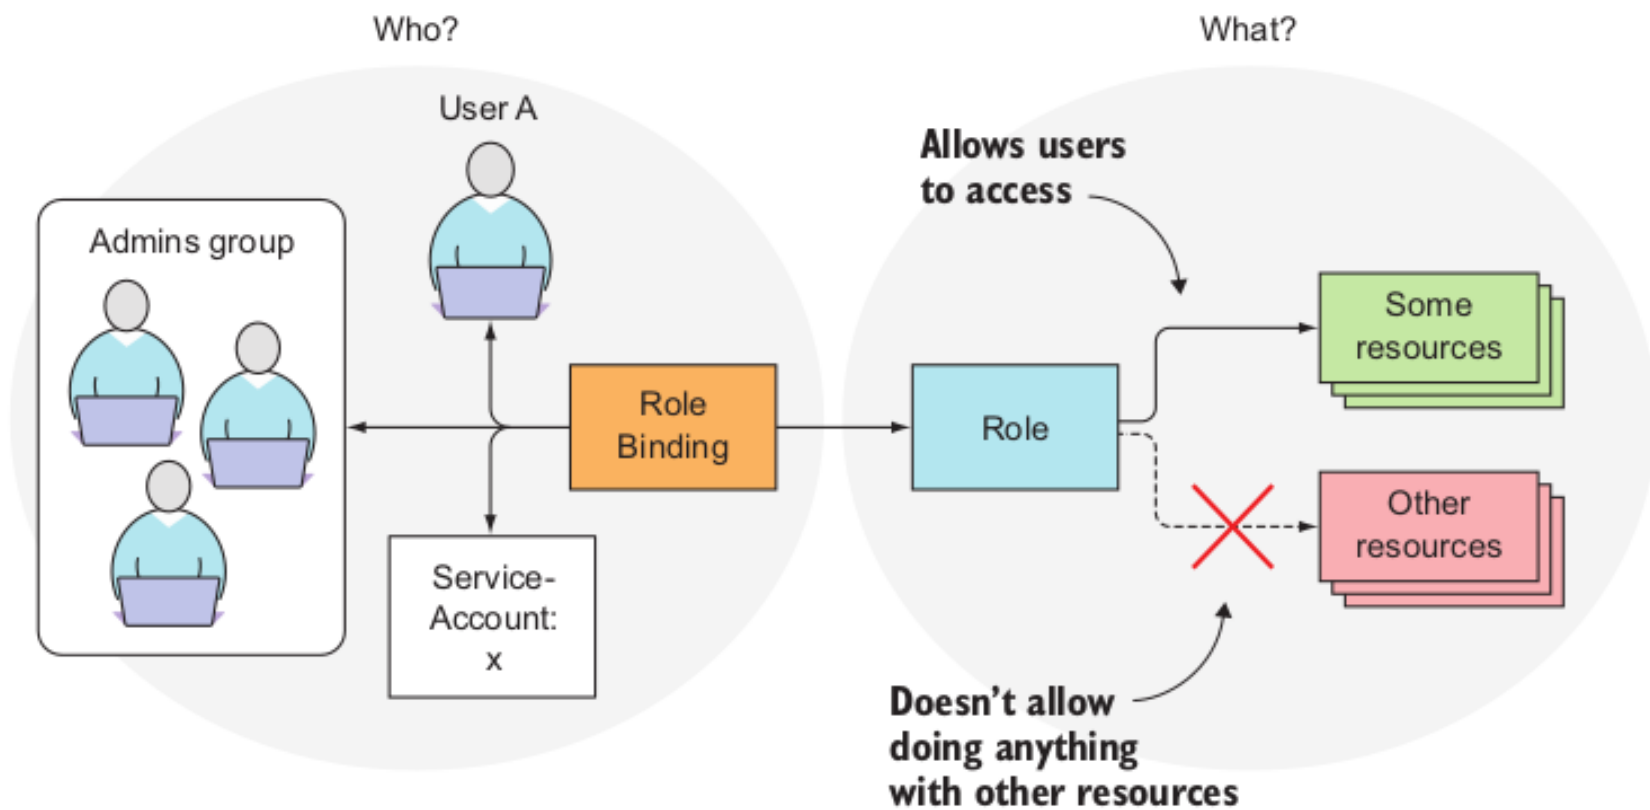 Who?
What?
User A
Admins group
Role
Binding
Service-
Account:
x
Allows users
to access
Role
Some
resources
Other
resources
Doesn't allow
doing anything
with other resources